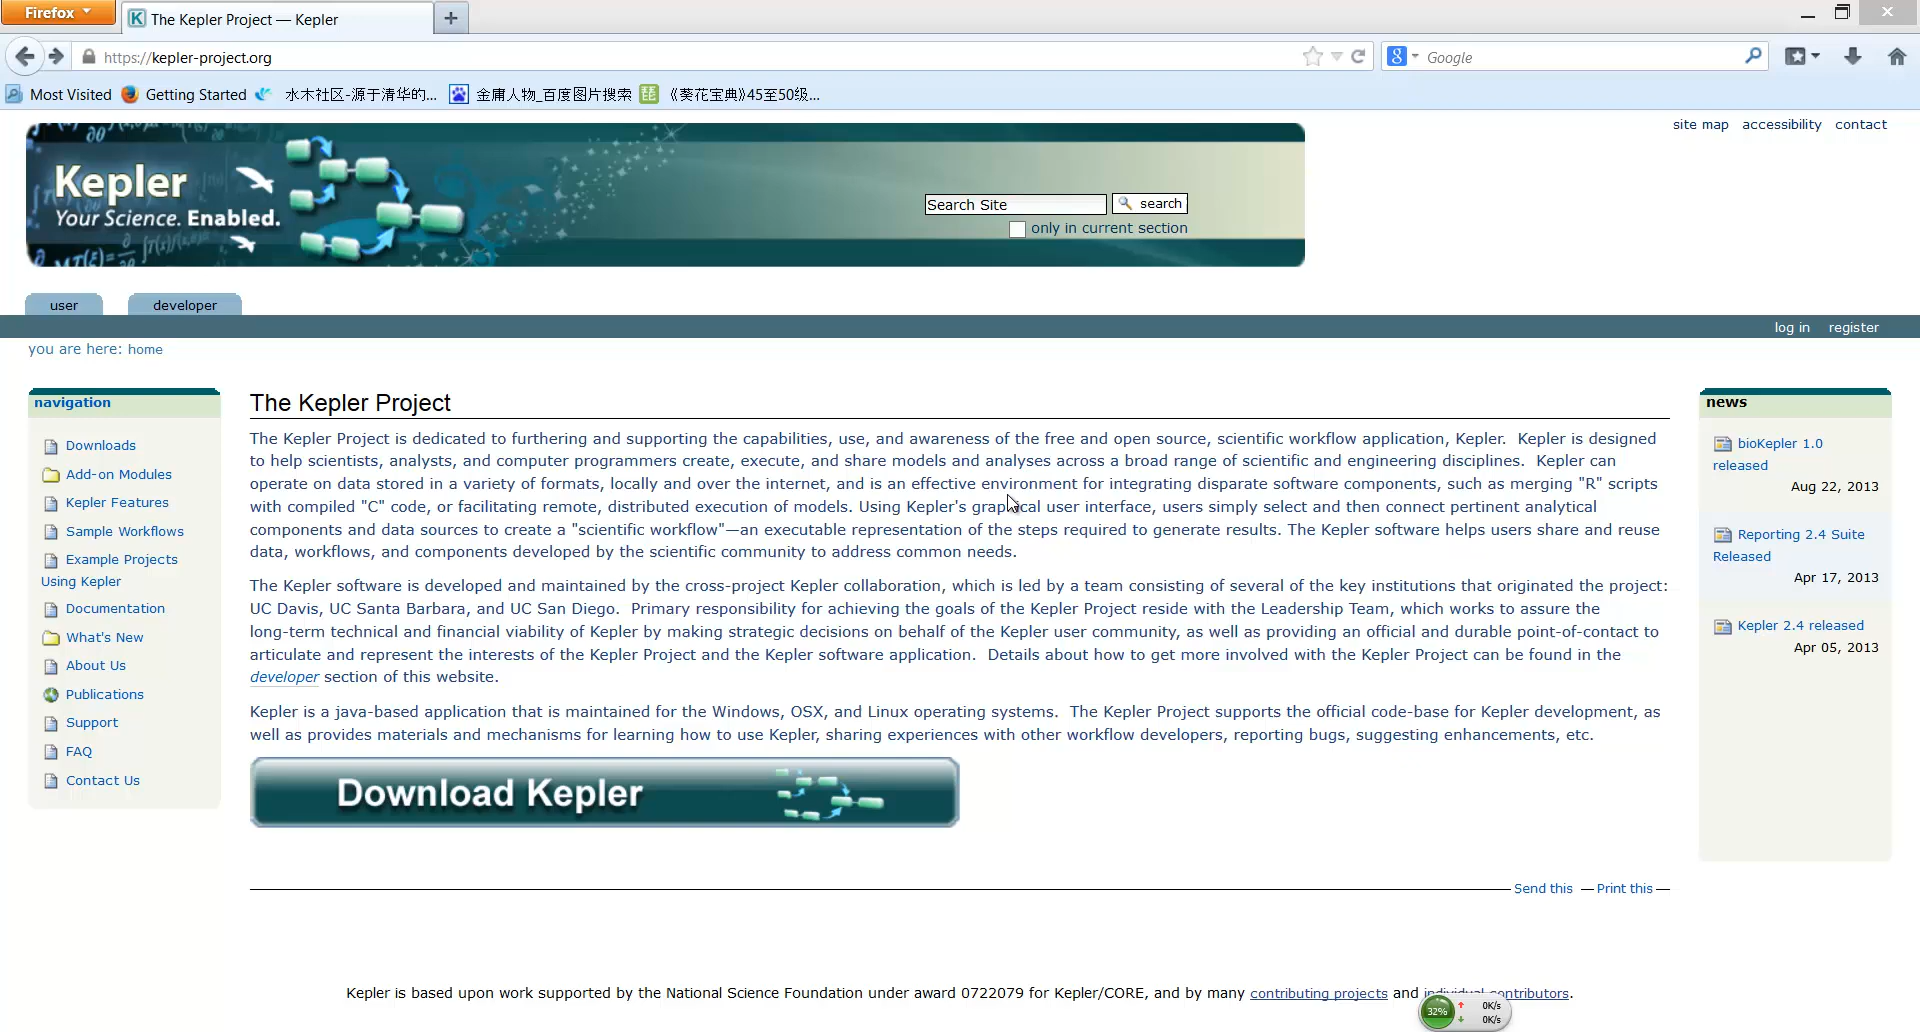 Firefox
The Kepler Project — Kepler
https://kepler-project.org
Google
Most Visited Getting Started 水木社区-源于清华的... 金庸人物_百度图片搜索 《葵花宝典》45至50级...
site map accessibility contact
Kepler
Your Science. Enabled.
Search Site search
only in current section
user developer
log in register
you are here: home
navigation
Downloads
Add-on Modules
Kepler Features
Sample Workflows
Example Projects
Using Kepler
Documentation
What's New
About Us
Publications
Support
FAQ
Contact Us
The Kepler Project
The Kepler Project is dedicated to furthering and supporting the capabilities, use, and awareness of the free and open source, scientific workflow application, Kepler. Kepler is designed
to help scientists, analysts, and computer programmers create, execute, and share models and analyses across a broad range of scientific and engineering disciplines. Kepler can
operate on data stored in a variety of formats, locally and over the internet, and is an effective environment for integrating disparate software components, such as merging "R" scripts
with compiled "C" code, or facilitating remote, distributed execution of models. Using Kepler's graphical user interface, users simply select and then connect pertinent analytical
components and data sources to create a "scientific workflow"—an executable representation of the steps required to generate results. The Kepler software helps users share and reuse
data, workflows, and components developed by the scientific community to address common needs.
The Kepler software is developed and maintained by the cross-project Kepler collaboration, which is led by a team consisting of several of the key institutions that originated the project:
UC Davis, UC Santa Barbara, and UC San Diego. Primary responsibility for achieving the goals of the Kepler Project reside with the Leadership Team, which works to assure the
long-term technical and financial viability of Kepler by making strategic decisions on behalf of the Kepler user community, as well as providing an official and durable point-of-contact to
articulate and represent the interests of the Kepler Project and the Kepler software application. Details about how to get more involved with the Kepler Project can be found in the
developer section of this website.
Kepler is a java-based application that is maintained for the Windows, OSX, and Linux operating systems. The Kepler Project supports the official code-base for Kepler development, as
well as provides materials and mechanisms for learning how to use Kepler, sharing experiences with other workflow developers, reporting bugs, suggesting enhancements, etc.
Download Kepler
news
bioKepler 1.0
released
Aug 22, 2013
Reporting 2.4 Suite
Released
Apr 17, 2013
Kepler 2.4 released
Apr 05, 2013
Send this — Print this —
Kepler is based upon work supported by the National Science Foundation under award 0722079 for Kepler/CORE, and by many contributing projects and individual contributors.
32% 0K/s
0K/s